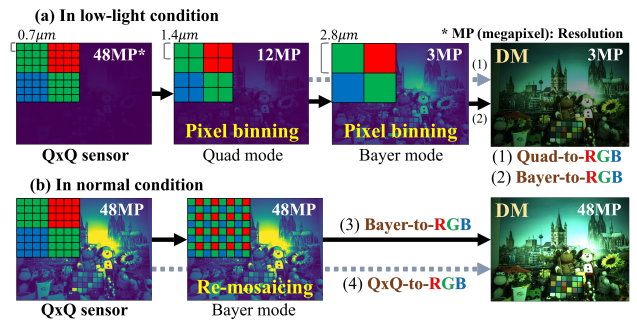 (a) In low-light condition
0.7μm
1.4μm
2.8μm
* MP (megapixel): Resolution
48MP*
12MP
3MP
(1)
(2)
DM
3MP
Pixel binning
Pixel binning
QxQ sensor
Quad mode
Bayer mode
(1) Quad-to-RGB
(2) Bayer-to-RGB
(b) In normal condition
48MP
48MP
(3) Bayer-to-RGB
DM
48MP
Re-mosaicing
(4) QxQ-to-RGB
QxQ sensor
Bayer mode